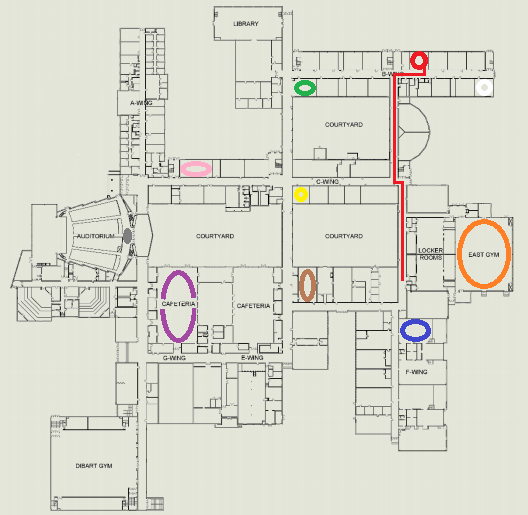 LIBRARY
B-WING
A-WING
COURTYARD
C-WING
AUDITORIUM
COURTYARD
COURTYARD
LOCKER
ROOMS
EAST GYM
CAFETERIA
CAFETERIA
G-WING
E-WING
F-WING
DIBART GYM